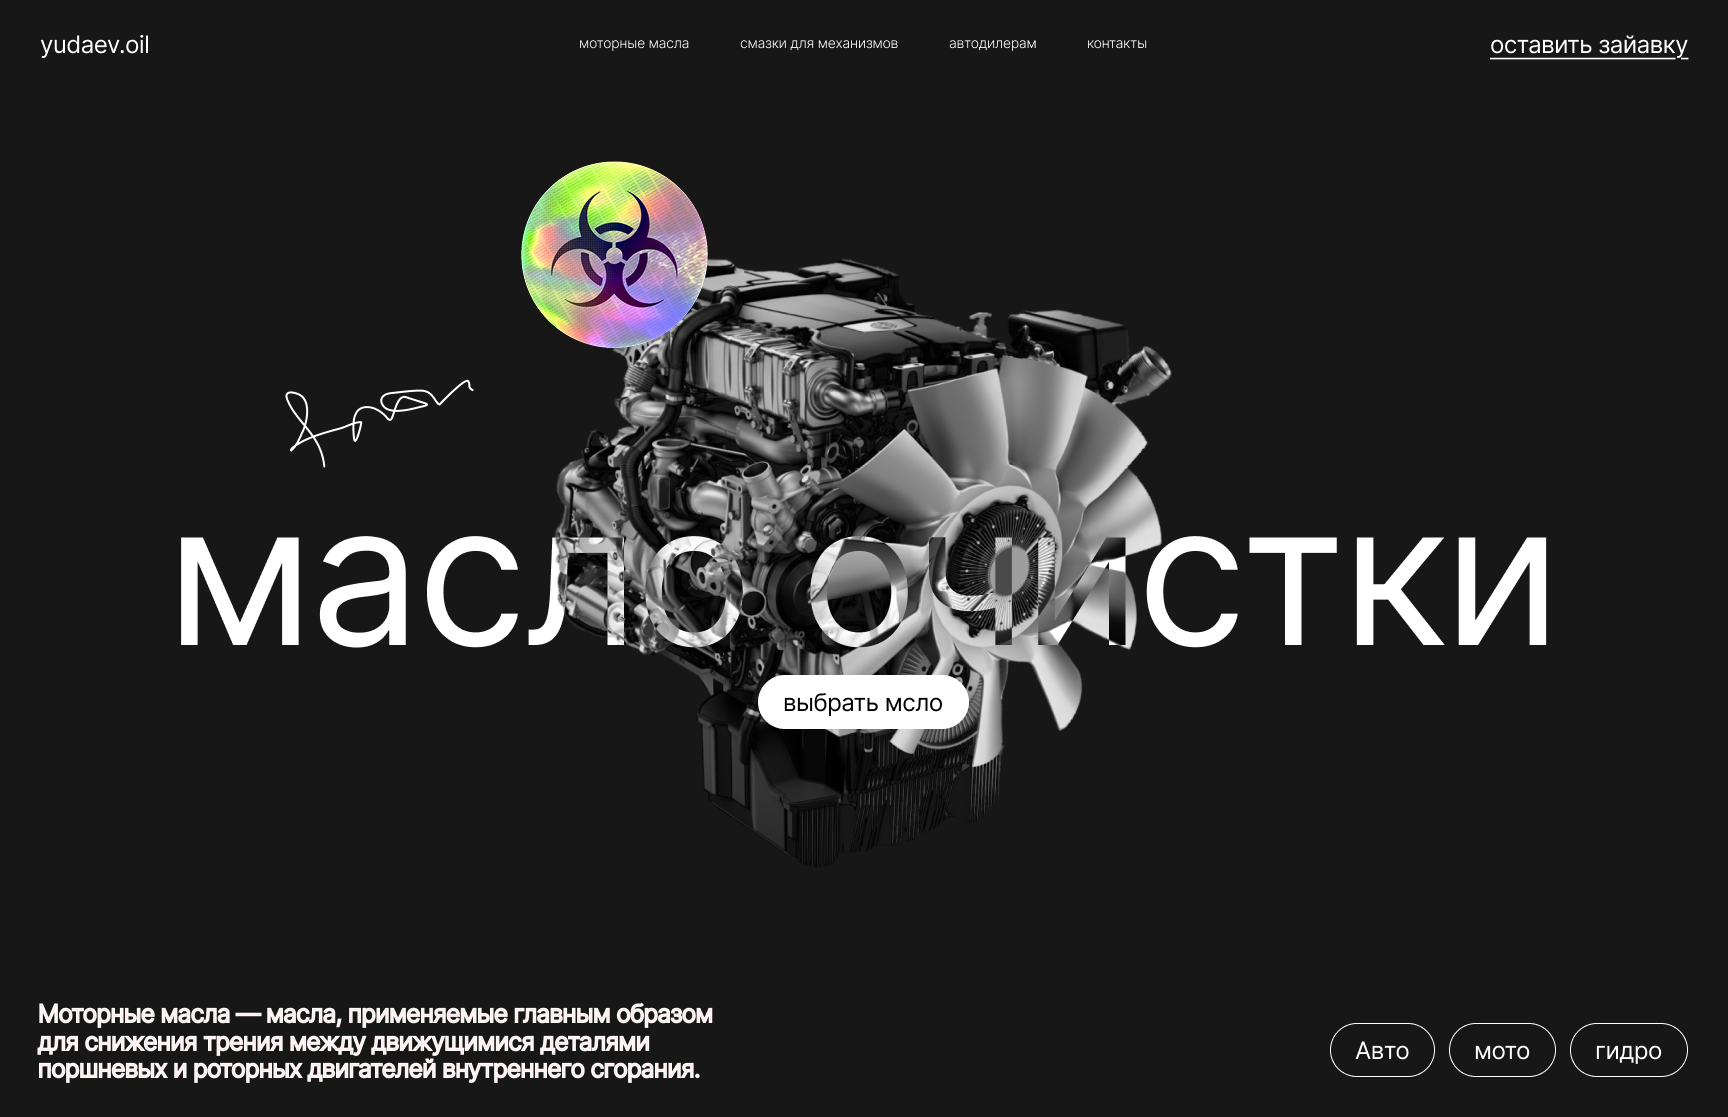 yudaev.oil
моторные масла
смазки для механизмов
автодилерам
контакты
оставить зайавку
масло очистки
выбрать мсло
Моторные масла — масла, применяемые главным образом
для снижения трения между движущимися деталями
поршневых и роторных двигателей внутреннего сгорания.
Авто
мото
гидро